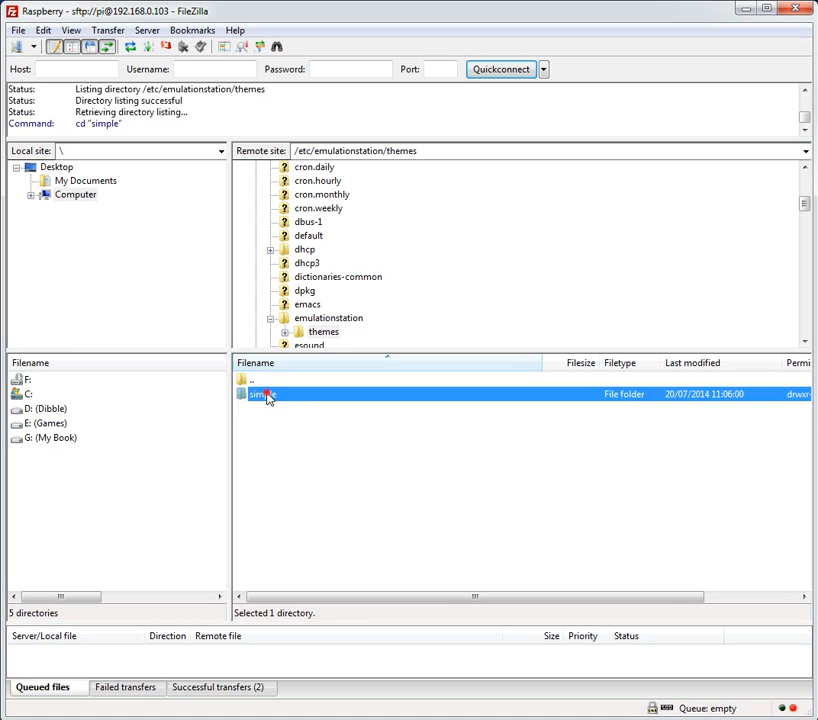 Raspberry - sftp://pi@192.168.0.103 - FileZilla
File Edit View Transfer Server Bookmarks Help
Host: Username: Password: Port: Quickconnect
Status: Listing directory /etc/emulationstation/themes
Status: Directory listing successful
Status: Retrieving directory listing...
Command: cd "simple"
Local site: \
Remote site: /etc/emulationstation/themes
Desktop
My Documents
Computer
cron.daily
cron.hourly
cron.monthly
cron.weekly
dbus-1
default
dhcp
dhcp3
dictionaries-common
dpkg
emacs
emulationstation
themes
esound
Filename
F:
C:
D: (Dibble)
E: (Games)
G: (My Book)
Filename Filesize Filetype Last modified Permi
..
simple File folder 20/07/2014 11:06:00 drwxr-
5 directories
Selected 1 directory.
Server/Local file Direction Remote file Size Priority Status
Queued files Failed transfers Successful transfers (2)
Queue: empty